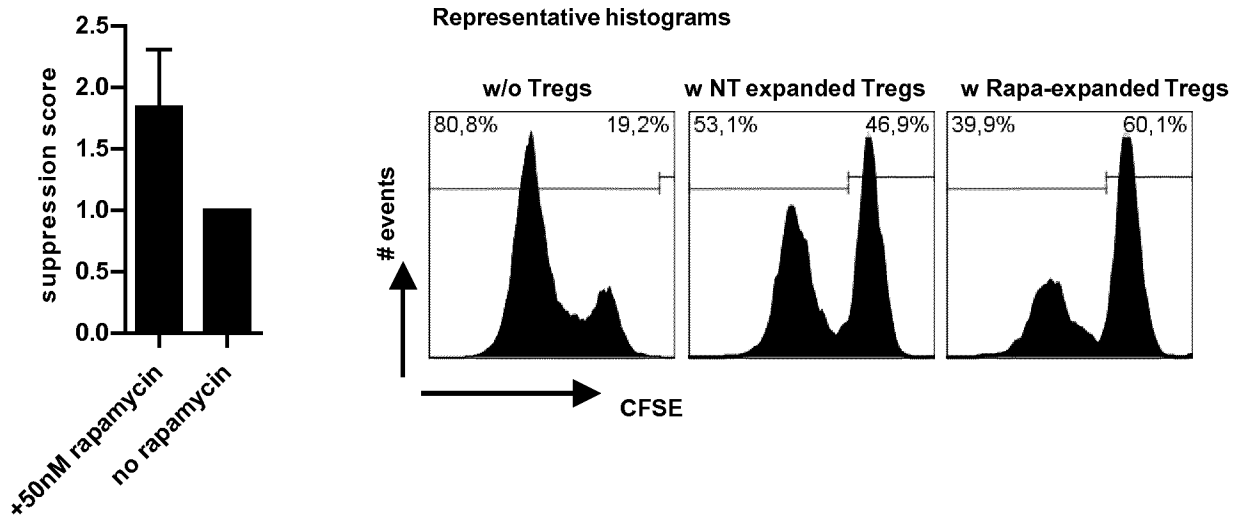 2.5
2.0
1.5
1.0
0.5
0.0
suppression score
+50nM rapamycin
no rapamycin
Representative histograms
w/o Tregs
w NT expanded Tregs
w Rapa-expanded Tregs
80,8% 19,2%
53,1% 46,9%
39,9% 60,1%
# events
CFSE